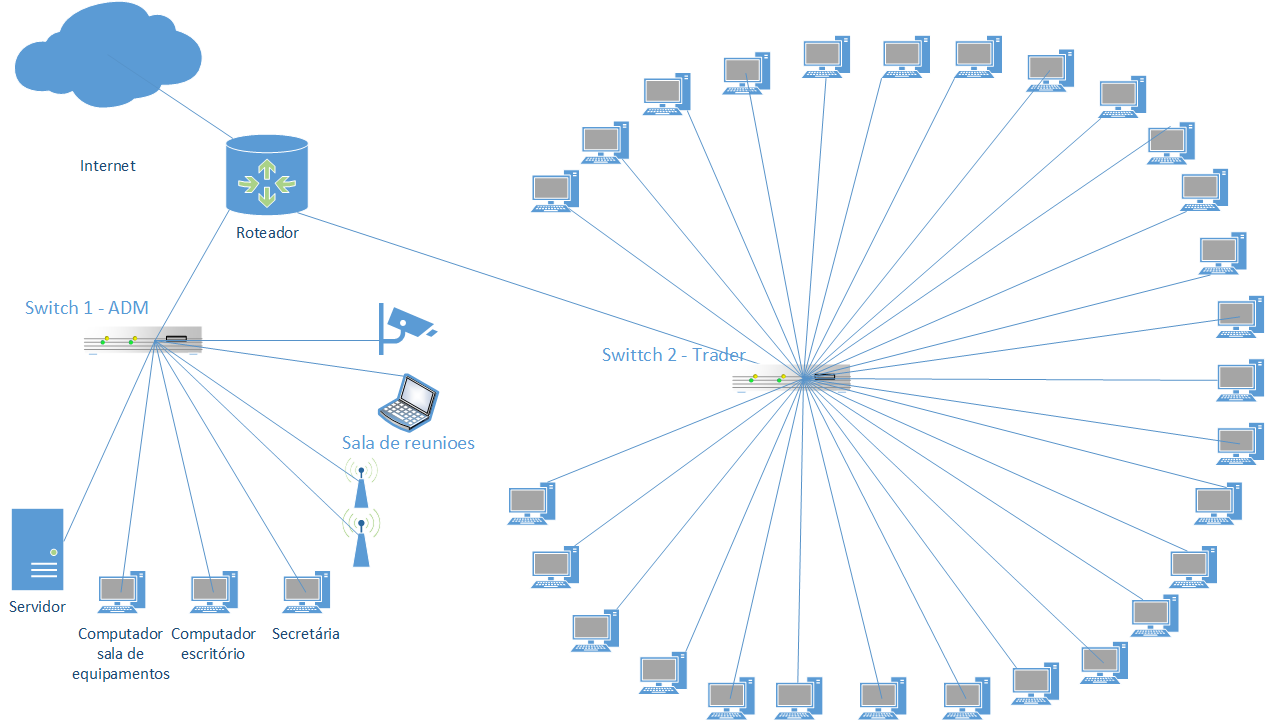 Internet
Roteador
Switch 1 - ADM
Swittch 2 - Trader
Sala de reunioes
Servidor
Computador
sala de
equipamentos
Computador
escritório
Secretária